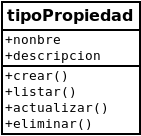 tipoPropiedad
+nonbre
+descripcion
+crear()
+listar()
+actualizar()
+eliminar()